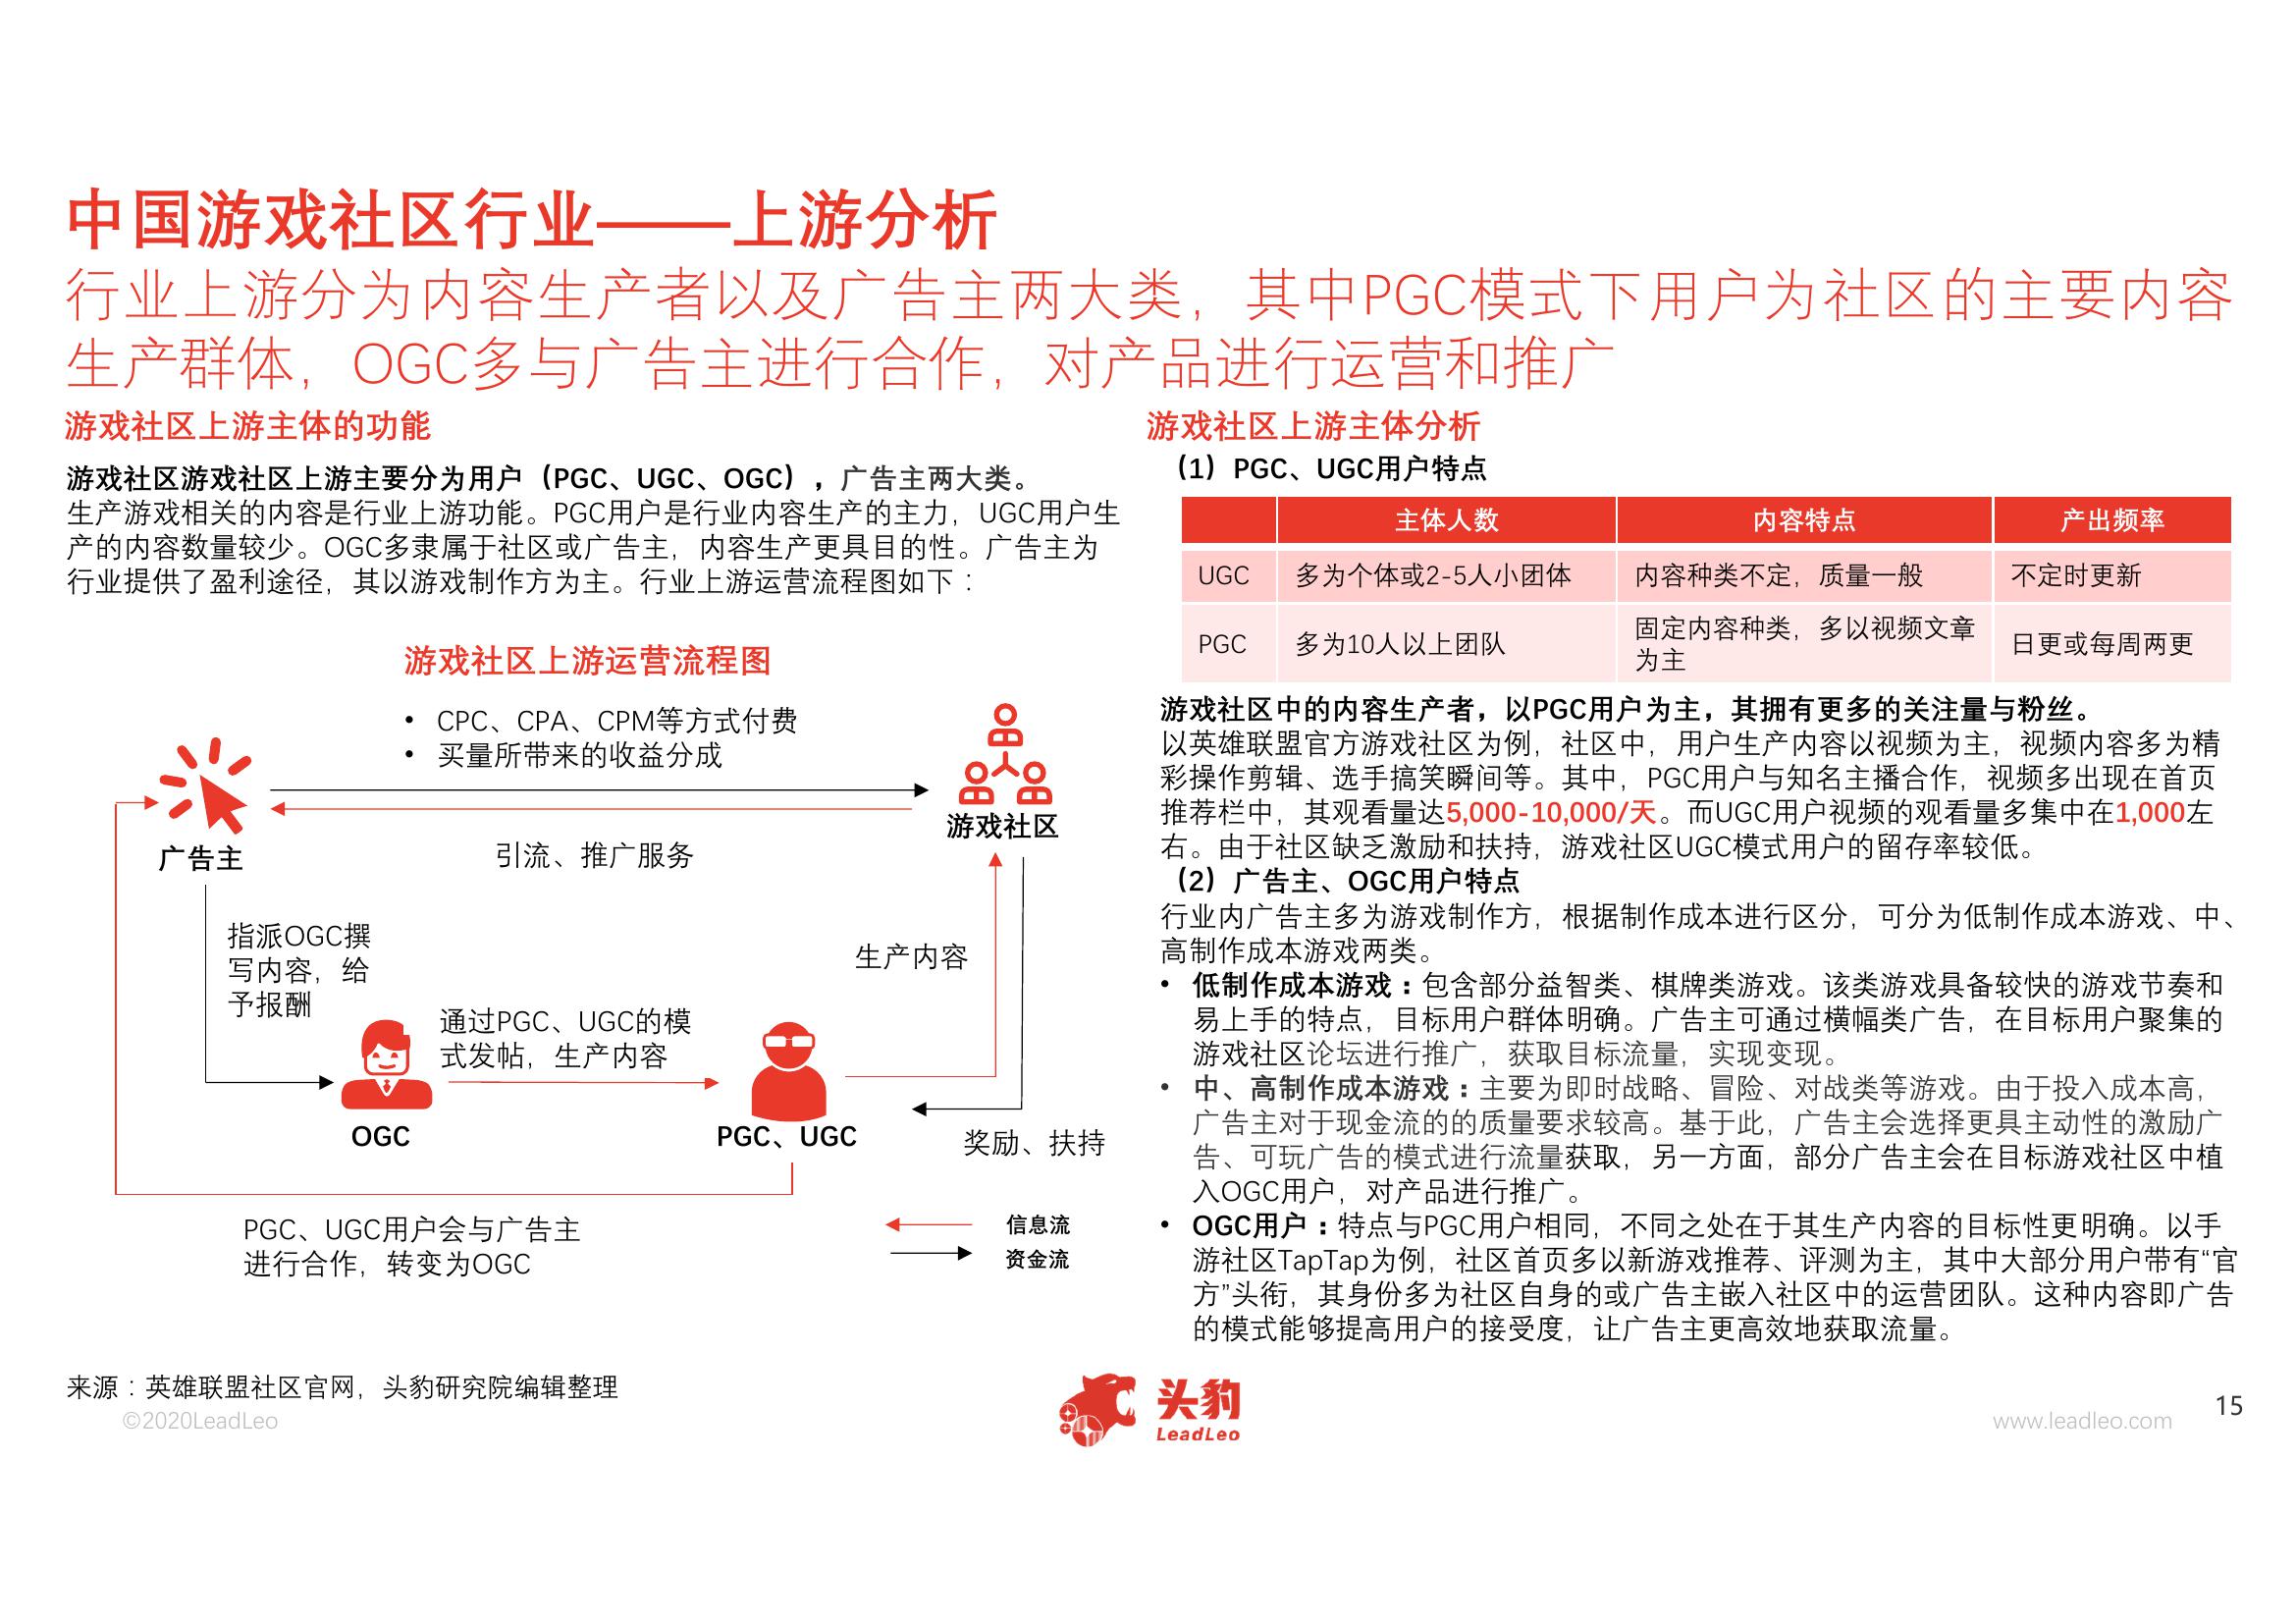 中国游戏社区行业——上游分析
行业上游分为内容生产者以及广告主两大类，其中PGC模式下用户为社区的主要内容
生产群体，OGC多与广告主进行合作，对产品进行运营和推广
游戏社区上游主体的功能
游戏社区游戏社区上游主要分为用户（PGC、UGC、OGC），广告主两大类。
生产游戏相关的内容是行业上游功能。PGC用户是行业内容生产的主力，UGC用户生
产的内容数量较少。OGC多隶属于社区或广告主，内容生产更具目的性。广告主为
行业提供了盈利途径，其以游戏制作方为主。行业上游运营流程图如下：
游戏社区上游运营流程图
• CPC、CPA、CPM等方式付费
• 买量所带来的收益分成
广告主
游戏社区
引流、推广服务
指派OGC撰
写内容，给
予报酬
生产内容
通过PGC、UGC的模
式发帖，生产内容
OGC
PGC、UGC
奖励、扶持
PGC、UGC用户会与广告主
进行合作，转变为OGC
信息流
资金流
游戏社区上游主体分析
（1）PGC、UGC用户特点
主体人数 内容特点 产出频率
UGC 多为个体或2-5人小团体 内容种类不定，质量一般 不定时更新
PGC 多为10人以上团队 固定内容种类，多以视频文章 日更或每周两更
为主
游戏社区中的内容生产者，以PGC用户为主，其拥有更多的关注量与粉丝。
以英雄联盟官方游戏社区为例，社区中，用户生产内容以视频为主，视频内容多为精
彩操作剪辑、选手搞笑瞬间等。其中，PGC用户与知名主播合作，视频多出现在首页
推荐栏中，其观看量达5,000-10,000/天。而UGC用户视频的观看量多集中在1,000左
右。由于社区缺乏激励和扶持，游戏社区UGC模式用户的留存率较低。
（2）广告主、OGC用户特点
行业内广告主多为游戏制作方，根据制作成本进行区分，可分为低制作成本游戏、中、
高制作成本游戏两类。
• 低制作成本游戏：包含部分益智类、棋牌类游戏。该类游戏具备较快的游戏节奏和
易上手的特点，目标用户群体明确。广告主可通过横幅类广告，在目标用户聚集的
游戏社区论坛进行推广，获取目标流量，实现变现。
• 中、高制作成本游戏：主要为即时战略、冒险、对战类等游戏。由于投入成本高，
广告主对于现金流的的质量要求较高。基于此，广告主会选择更具主动性的激励广
告、可玩广告的模式进行流量获取，另一方面，部分广告主会在目标游戏社区中植
入OGC用户，对产品进行推广。
• OGC用户：特点与PGC用户相同，不同之处在于其生产内容的目标性更明确。以手
游社区TapTap为例，社区首页多以新游戏推荐、评测为主，其中大部分用户带有“官
方”头衔，其身份多为社区自身的或广告主嵌入社区中的运营团队。这种内容即广告
的模式能够提高用户的接受度，让广告主更高效地获取流量。
来源：英雄联盟社区官网，头豹研究院编辑整理
©2020LeadLeo
头豹
LeadLeo
www.leadleo.com
15